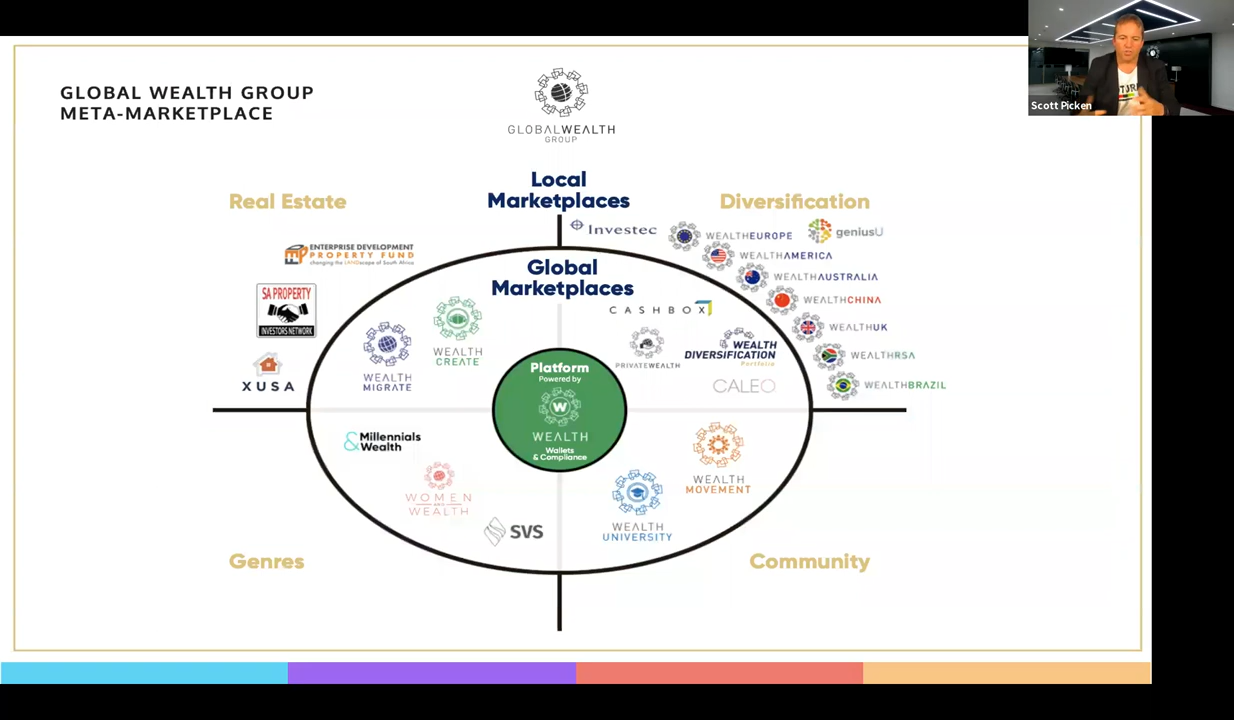 GLOBAL WEALTH GROUP
META-MARKETPLACE
GLOBALWEALTH
GROUP
Scott Picken
Real Estate
Local
Marketplaces
Diversification
Investec
WEALTHEUROPE
geniusU
WEALTHAMERICA
WEALTHAUSTRALIA
WEALTHCHINA
WEALTHUK
WEALTHRSA
WEALTHBRAZIL
ENTERPRISE DEVELOPMENT
PROPERTY FUND
changing the LANDscape of South Africa
SA PROPERTY
INVESTORS NETWORK
XUSA
Global
Marketplaces
WEALTH
CREATE
WEALTH
MIGRATE
CASHBOX
PRIVATEWEALTH
WEALTH
DIVERSIFICATION
Portfolio
CALEO
Platform
Powered by
W
WEALTH
Wallets
& Compliance
&Millennials
Wealth
WOMEN
AND
WEALTH
SVS
WEALTH
UNIVERSITY
WEALTH
MOVEMENT
Genres
Community